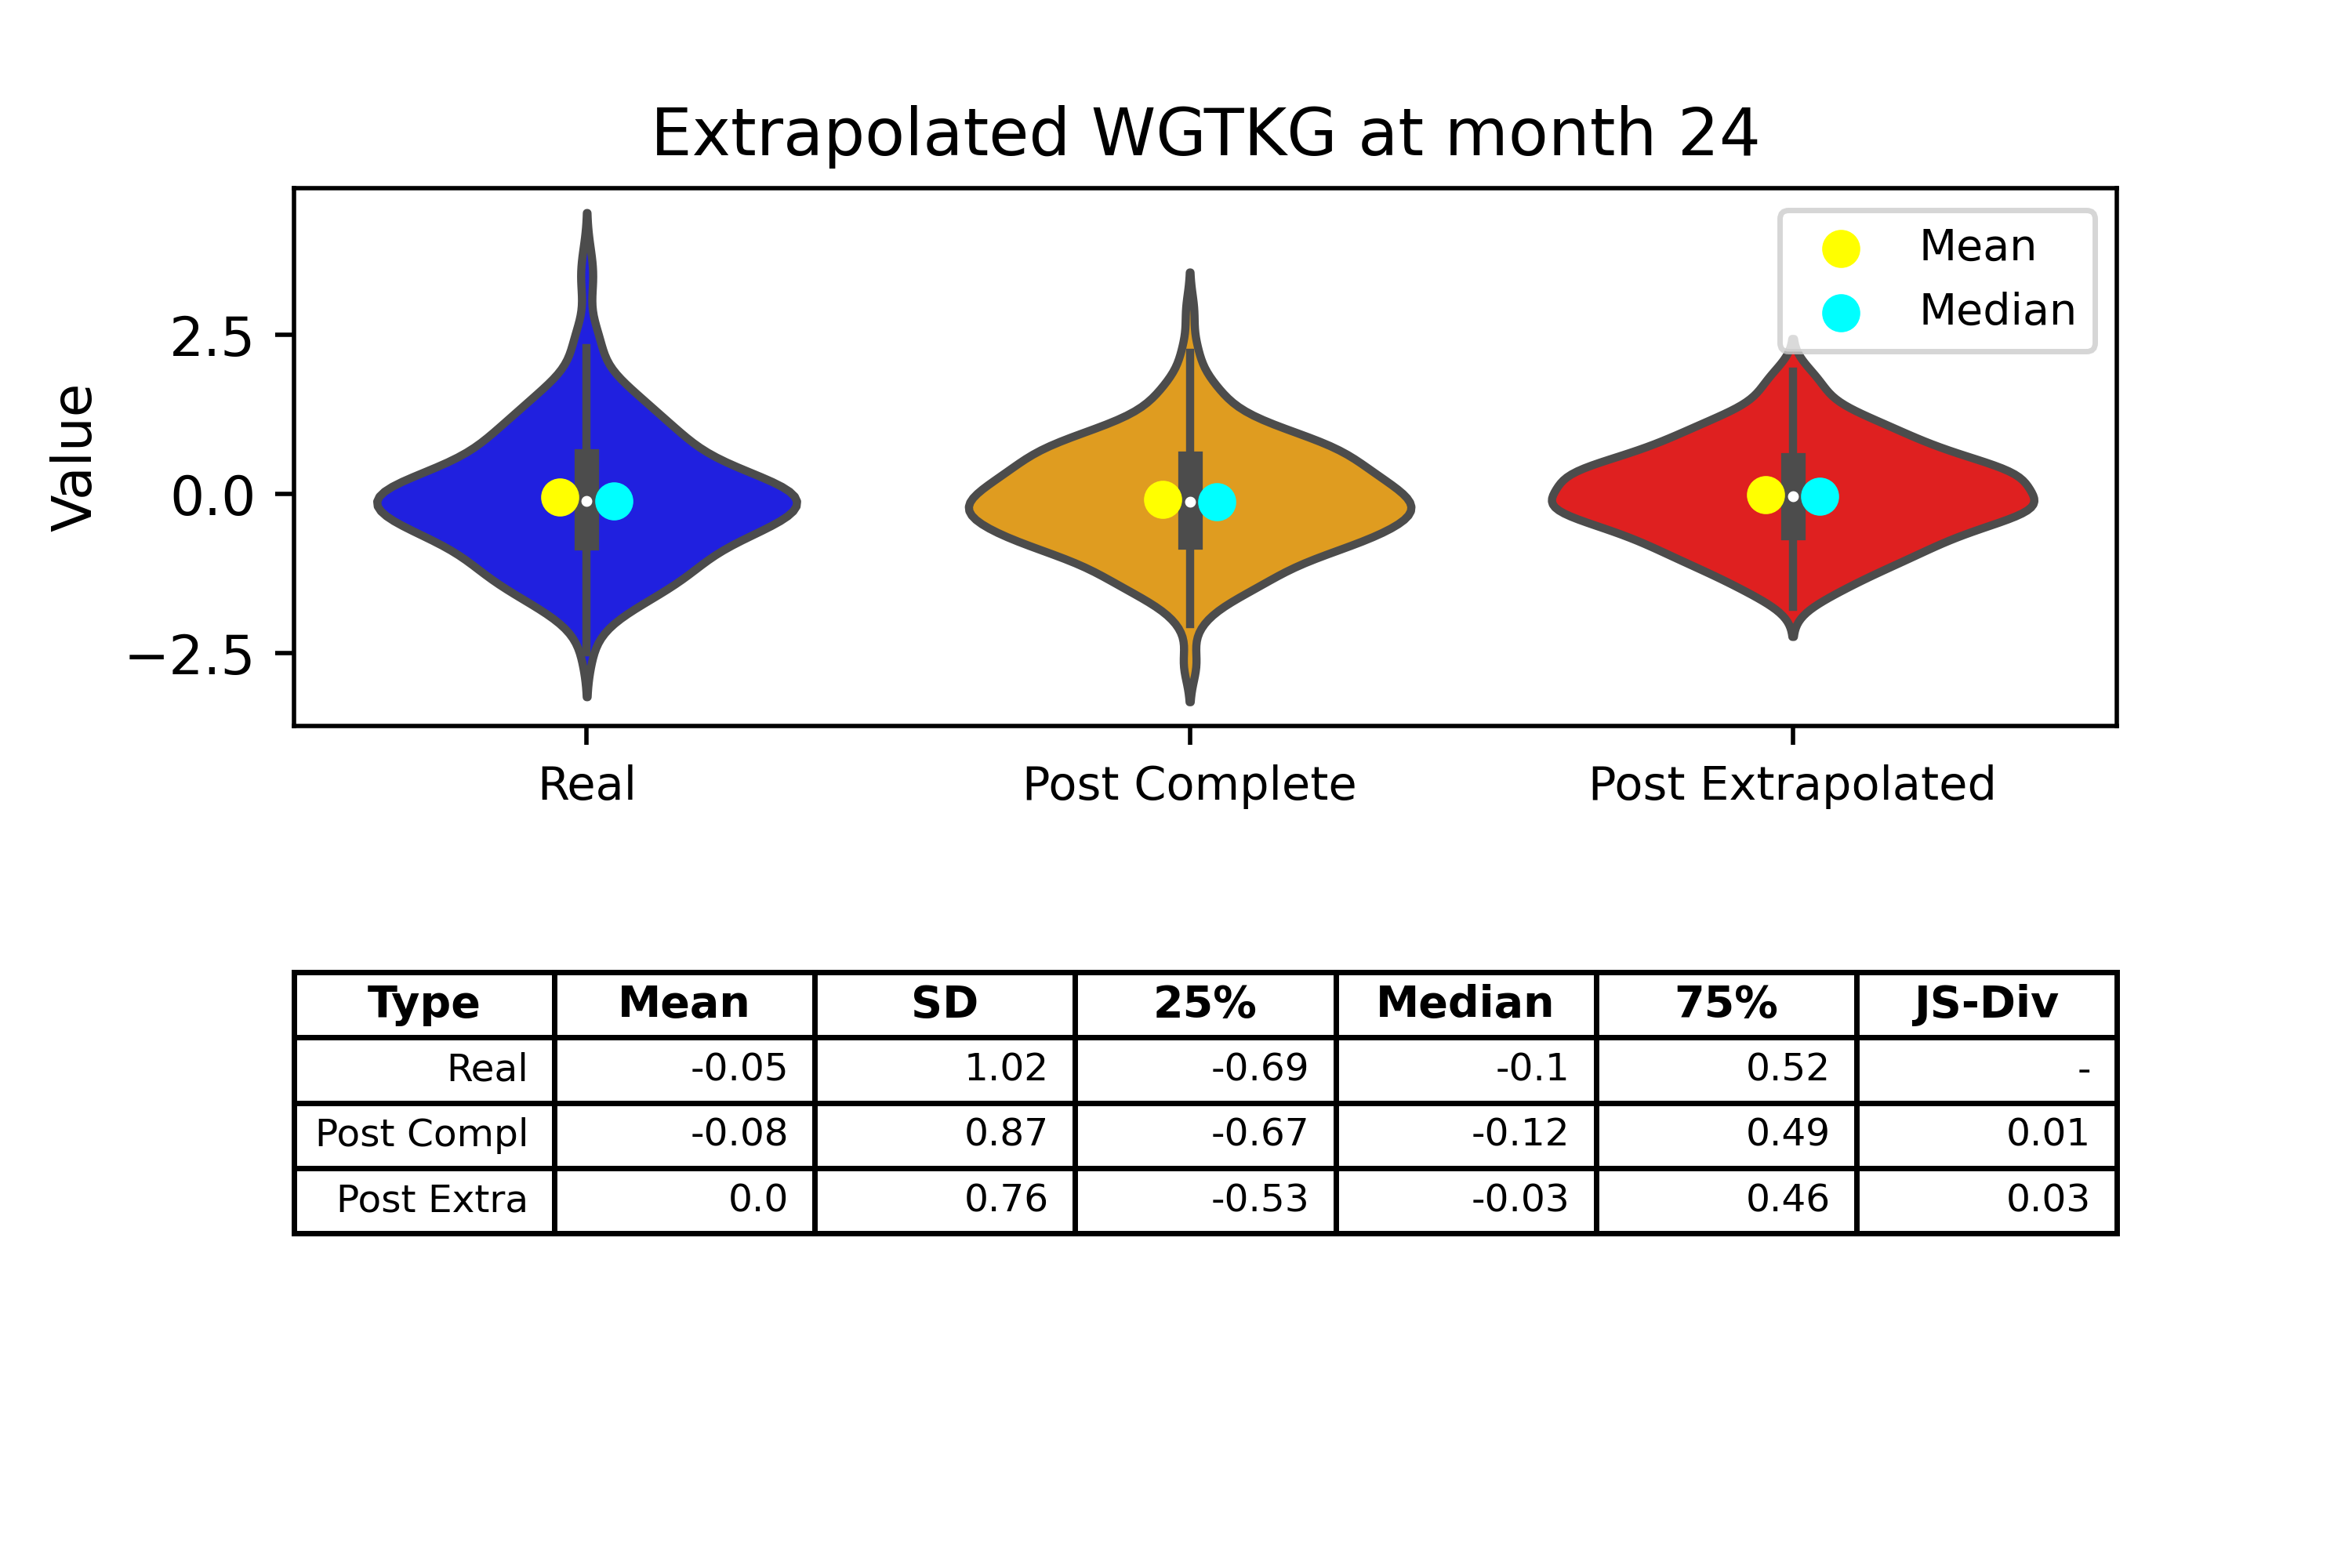 Extrapolated WGTKG at month 24
Mean
Median
Value
2.5
0.0
−2.5
Real Post Complete Post Extrapolated
Type Mean SD 25% Median 75% JS-Div
Real -0.05 1.02 -0.69 -0.1 0.52 -
Post Compl -0.08 0.87 -0.67 -0.12 0.49 0.01
Post Extra 0.0 0.76 -0.53 -0.03 0.46 0.03